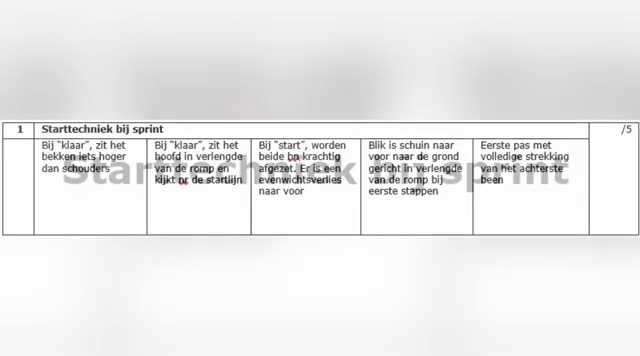 1 Starttechniek bij sprint /5
Bij “klaar”, zit het
bekken iets hoger
dan schouders
Bij “klaar”, zit het
hoofd in verlengde
van de romp en
kijkt de startlijn
Bij “start”, worden
beide krachtig
afgezet. Er is een
evenwichtsverlies
naar voor
Blik is schuin naar
voor naar de grond
gericht in verlengde
van de romp bij
eerste stappen
Eerste pas met
volledige strekking
van het achterste
been
Starttechniek bij sprint